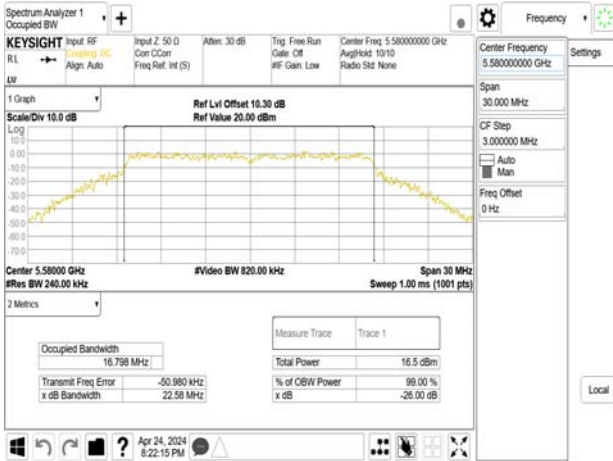 Spectrum Analyzer 1
Occupied BW
+
Frequency
KEYSIGHT
RL
Input: RF
Coupling: DC
Align: Auto
Input Z: 50 Ω
Corr CCorr
Freq Ref: Int (S)
Atten: 30 dB
Trig: Free Run
Gate: Off
#IF Gain: Low
Center Freq: 5.580000000 GHz
Avg|Hold: 10/10
Radio Std: None
Center Frequency
5.580000000 GHz
Settings
Span
30.000 MHz
CF Step
3.000000 MHz
Auto
Man
Freq Offset
0 Hz
Local
1 Graph
Scale/Div 10.0 dB
Ref Lvl Offset 10.30 dB
Ref Value 20.00 dBm
Log
10.0
0.00
-10.0
-20.0
-30.0
-40.0
-50.0
-60.0
-70.0
Center 5.58000 GHz
#Res BW 240.00 kHz
#Video BW 820.00 kHz
Span 30 MHz
Sweep 1.00 ms (1001 pts)
2 Metrics
Measure Trace Trace 1
Occupied Bandwidth
16.798 MHz
Total Power 16.5 dBm
Transmit Freq Error -50.980 kHz
% of OBW Power 99.00 %
x dB Bandwidth 22.58 MHz
x dB -26.00 dB
?
Apr 24, 2024
8:22:15 PM